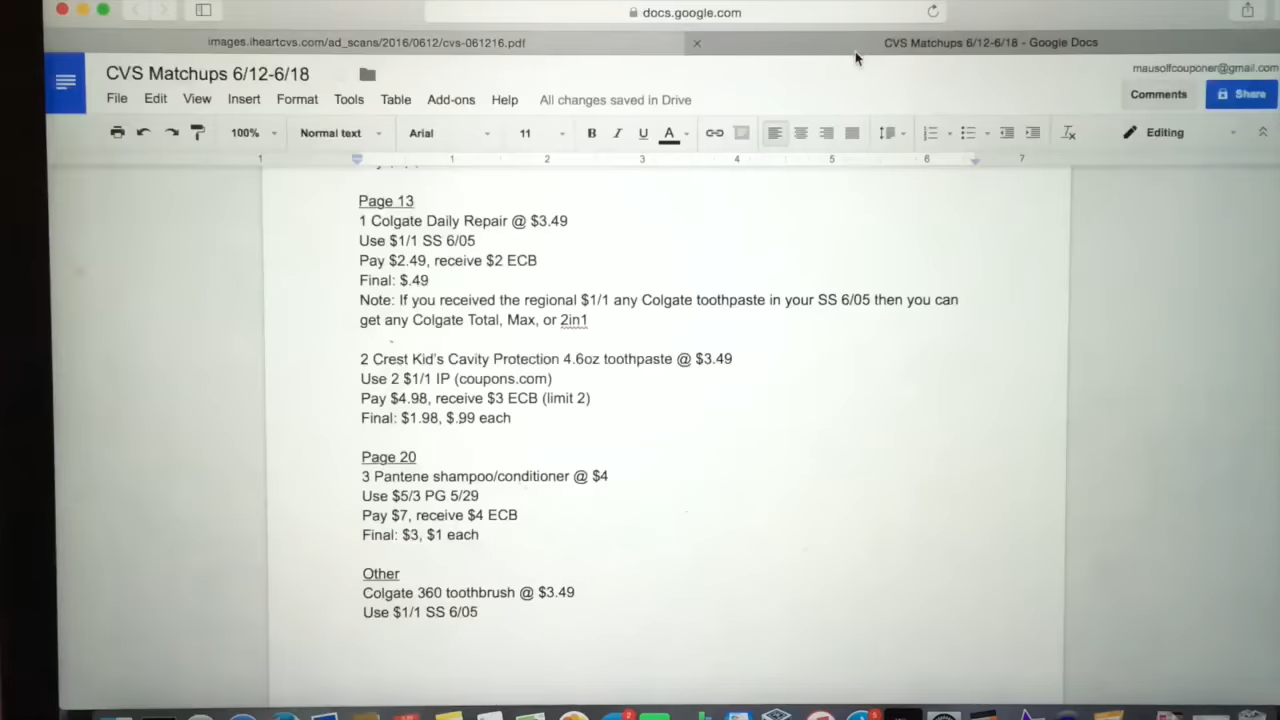 docs.google.com
images.iheartcvs.com/ad_scans/2016/0612/cvs-061216.pdf
CVS Matchups 6/12-6/18 - Google Docs
CVS Matchups 6/12-6/18
mausolfcouponer@gmail.com
File Edit View Insert Format Tools Table Add-ons Help All changes saved in Drive
Comments Share
100% Normal text Arial 11 B I U A Editing
1 1 2 3 4 5 6 7
Page 13
1 Colgate Daily Repair @ $3.49
Use $1/1 SS 6/05
Pay $2.49, receive $2 ECB
Final: $.49
Note: If you received the regional $1/1 any Colgate toothpaste in your SS 6/05 then you can
get any Colgate Total, Max, or 2in1
2 Crest Kid's Cavity Protection 4.6oz toothpaste @ $3.49
Use 2 $1/1 IP (coupons.com)
Pay $4.98, receive $3 ECB (limit 2)
Final: $1.98, $.99 each
Page 20
3 Pantene shampoo/conditioner @ $4
Use $5/3 PG 5/29
Pay $7, receive $4 ECB
Final: $3, $1 each
Other
Colgate 360 toothbrush @ $3.49
Use $1/1 SS 6/05